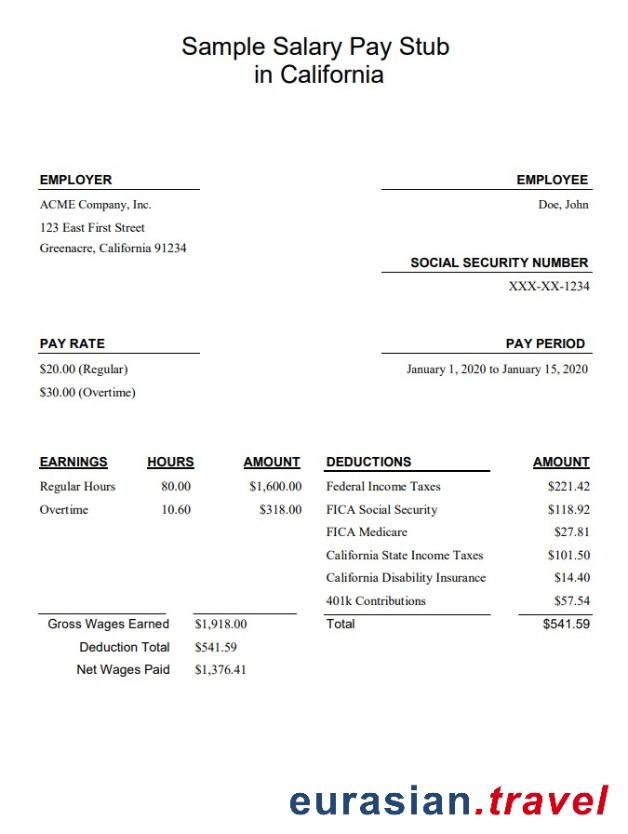 Sample Salary Pay Stub
in California
EMPLOYER
ACME Company, Inc.
123 East First Street
Greenacre, California 91234
EMPLOYEE
Doe, John
SOCIAL SECURITY NUMBER
XXX-XX-1234
PAY RATE
$20.00 (Regular)
$30.00 (Overtime)
PAY PERIOD
January 1, 2020 to January 15, 2020
EARNINGS HOURS AMOUNT
Regular Hours 80.00 $1,600.00
Overtime 10.60 $318.00
Gross Wages Earned $1,918.00
Deduction Total $541.59
Net Wages Paid $1,376.41
DEDUCTIONS AMOUNT
Federal Income Taxes $221.42
FICA Social Security $118.92
FICA Medicare $27.81
California State Income Taxes $101.50
California Disability Insurance $14.40
401k Contributions $57.54
Total $541.59
eurasian.travel